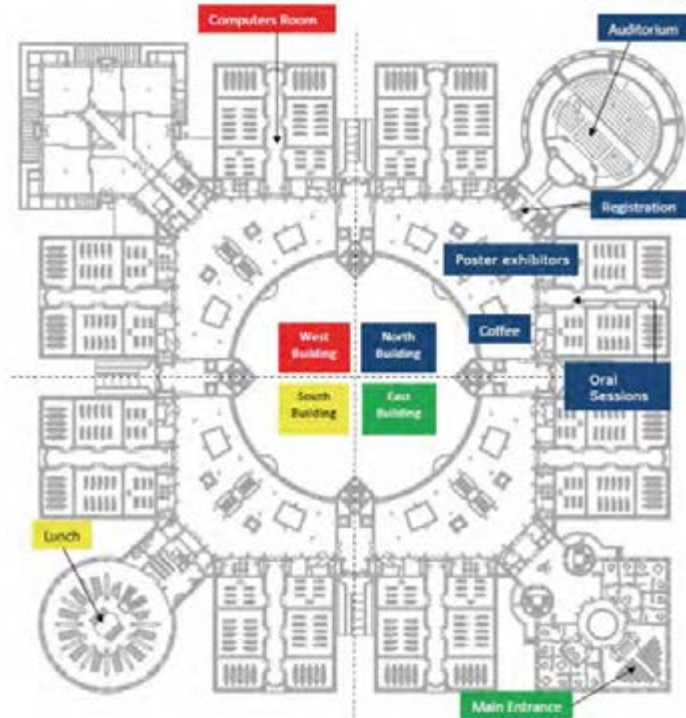 Computers Room
Auditorium
Registration
Poster exhibitors
Coffee
West
Building
North
Building
Oral
Sessions
South
Building
East
Building
Lunch
Main Entrance